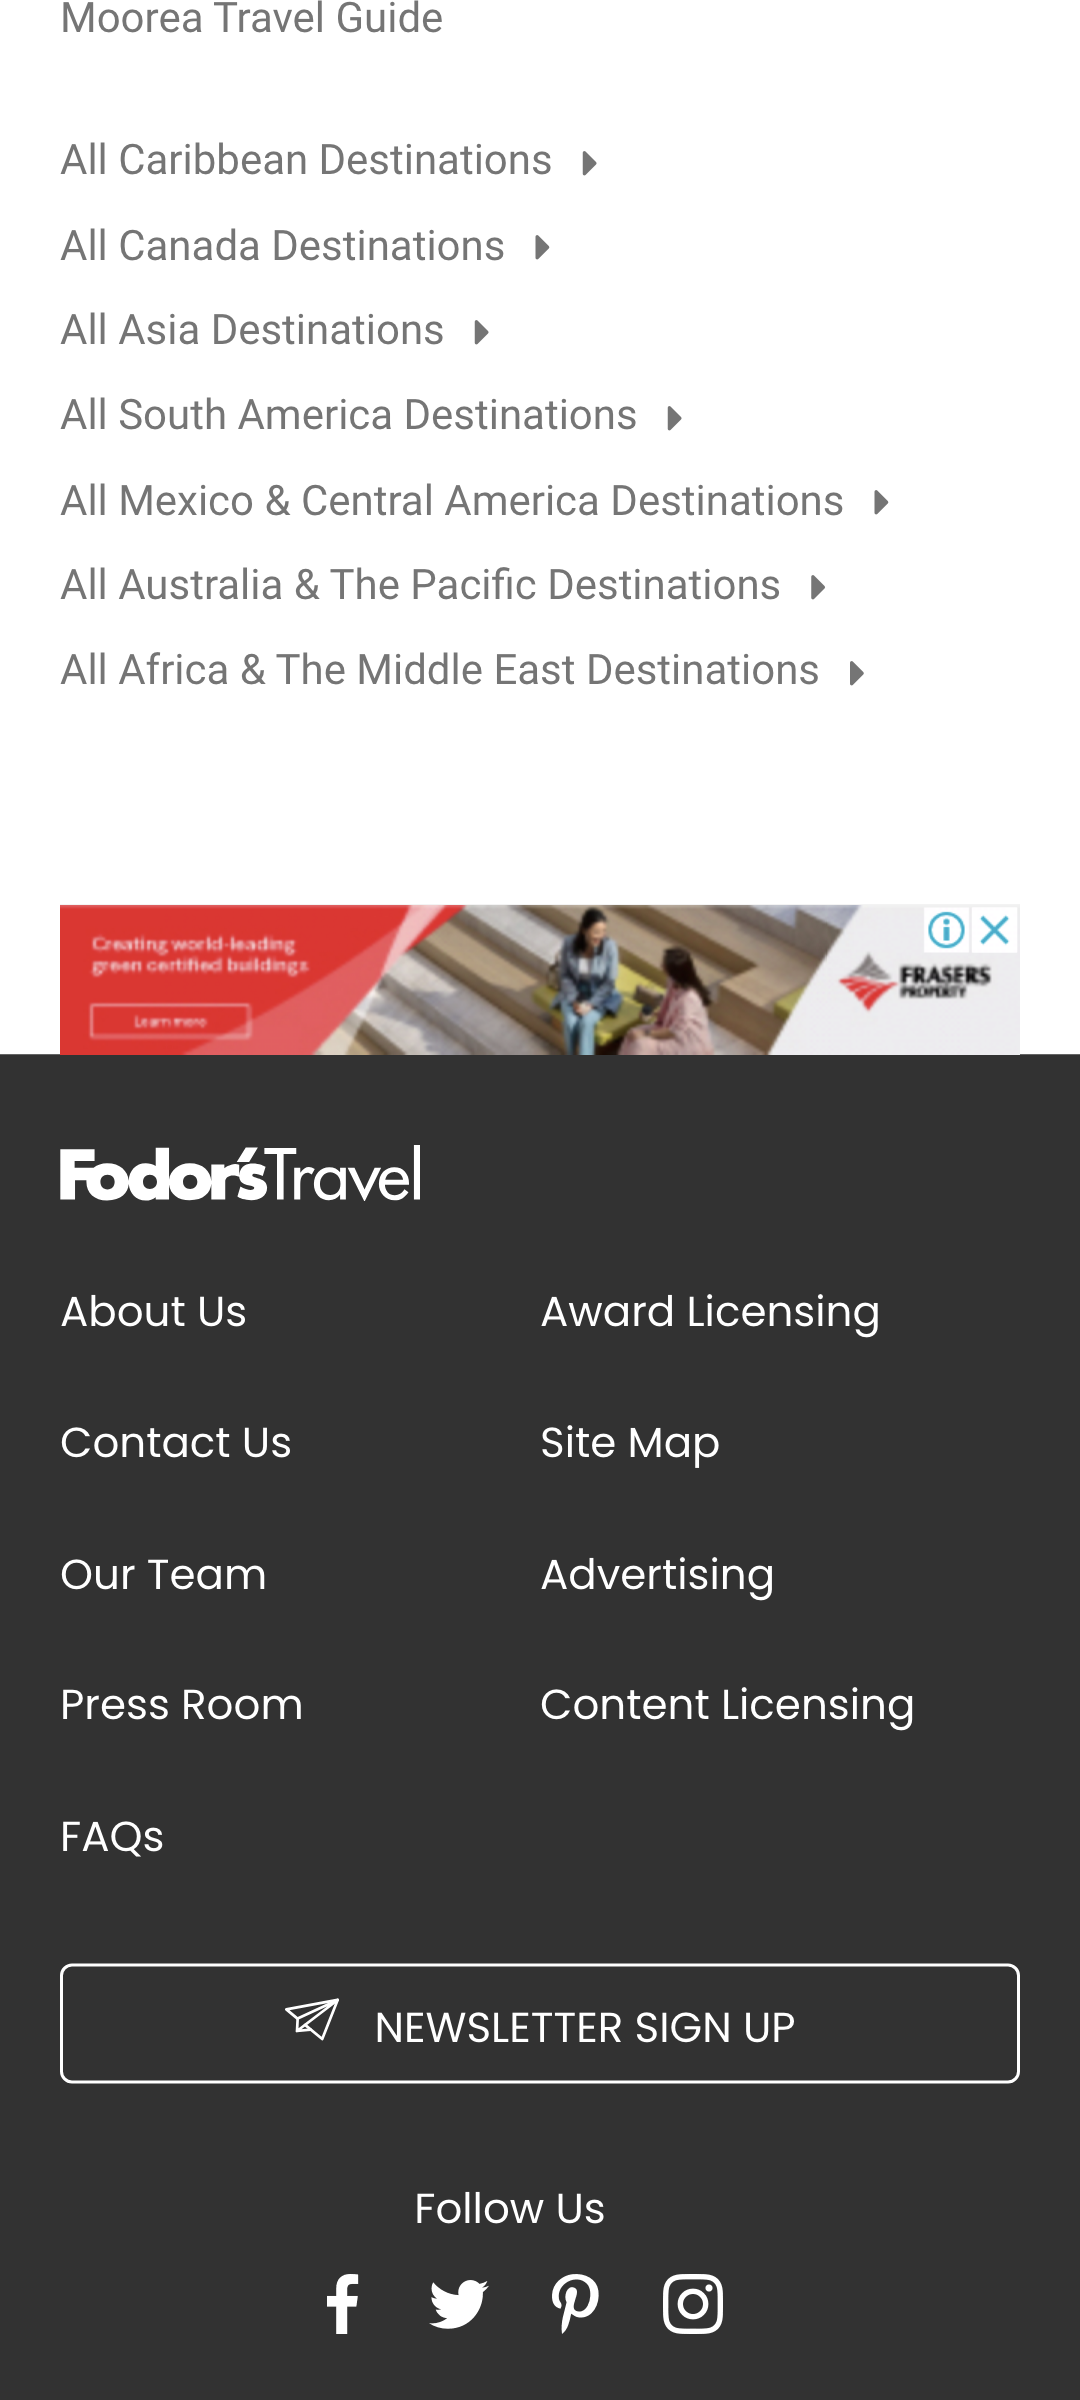 Moorea Travel Guide
All Caribbean Destinations
All Canada Destinations
All Asia Destinations
All South America Destinations
All Mexico & Central America Destinations
All Australia & The Pacific Destinations
All Africa & The Middle East Destinations
Creating world-leading
green certified buildings
Learn more
FRASERS
PROPERTY
Fodor's Travel
About Us
Award Licensing
Contact Us
Site Map
Our Team
Advertising
Press Room
Content Licensing
FAQs
NEWSLETTER SIGN UP
Follow Us